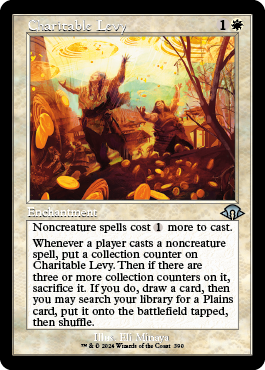 Charitable Levy 1
Enchantment
Noncreature spells cost 1 more to cast.
Whenever a player casts a noncreature
spell, put a collection counter on
Charitable Levy. Then if there are
three or more collection counters on it,
sacrifice it. If you do, draw a card, then
you may search your library for a Plains
card, put it onto the battlefield tapped,
then shuffle.
Illus. Eli Minaya
™ & © 2024 Wizards of the Coast 390